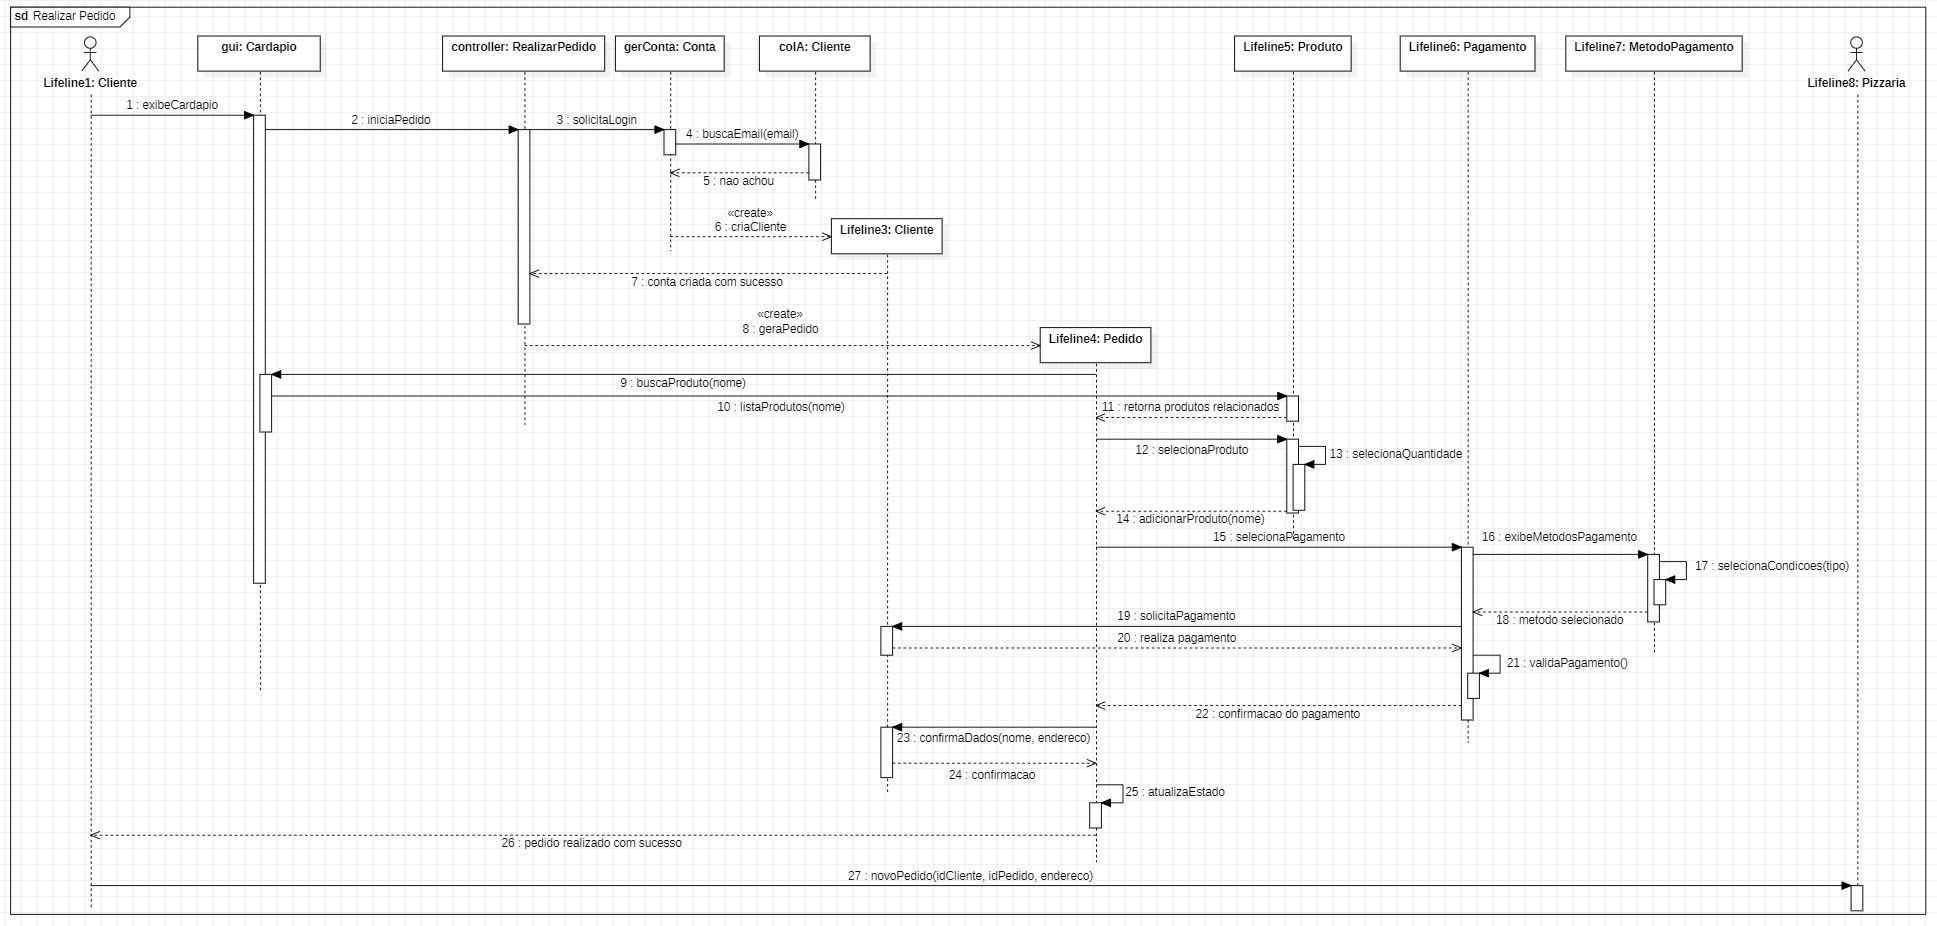 sd Realizar Pedido
Lifeline1: Cliente
gui: Cardapio
controller: RealizarPedido
gerConta: Conta
colA: Cliente
Lifeline5: Produto
Lifeline6: Pagamento
Lifeline7: MetodoPagamento
Lifeline8: Pizzaria
1 : exibeCardapio
2 : iniciaPedido
3 : solicitaLogin
4 : buscaEmail(email)
5 : nao achou
«create»
6 : criaCliente
Lifeline3: Cliente
7 : conta criada com sucesso
«create»
8 : geraPedido
Lifeline4: Pedido
9 : buscaProduto(nome)
10 : listaProdutos(nome)
11 : retorna produtos relacionados
12 : selecionaProduto
13 : selecionaQuantidade
14 : adicionarProduto(nome)
15 : selecionaPagamento
16 : exibeMetodosPagamento
17 : selecionaCondicoes(tipo)
18 : metodo selecionado
19 : solicitaPagamento
20 : realiza pagamento
21 : validaPagamento()
22 : confirmacao do pagamento
23 : confirmaDados(nome, endereco)
24 : confirmacao
25 : atualizaEstado
26 : pedido realizado com sucesso
27 : novoPedido(idCliente, idPedido, endereco)